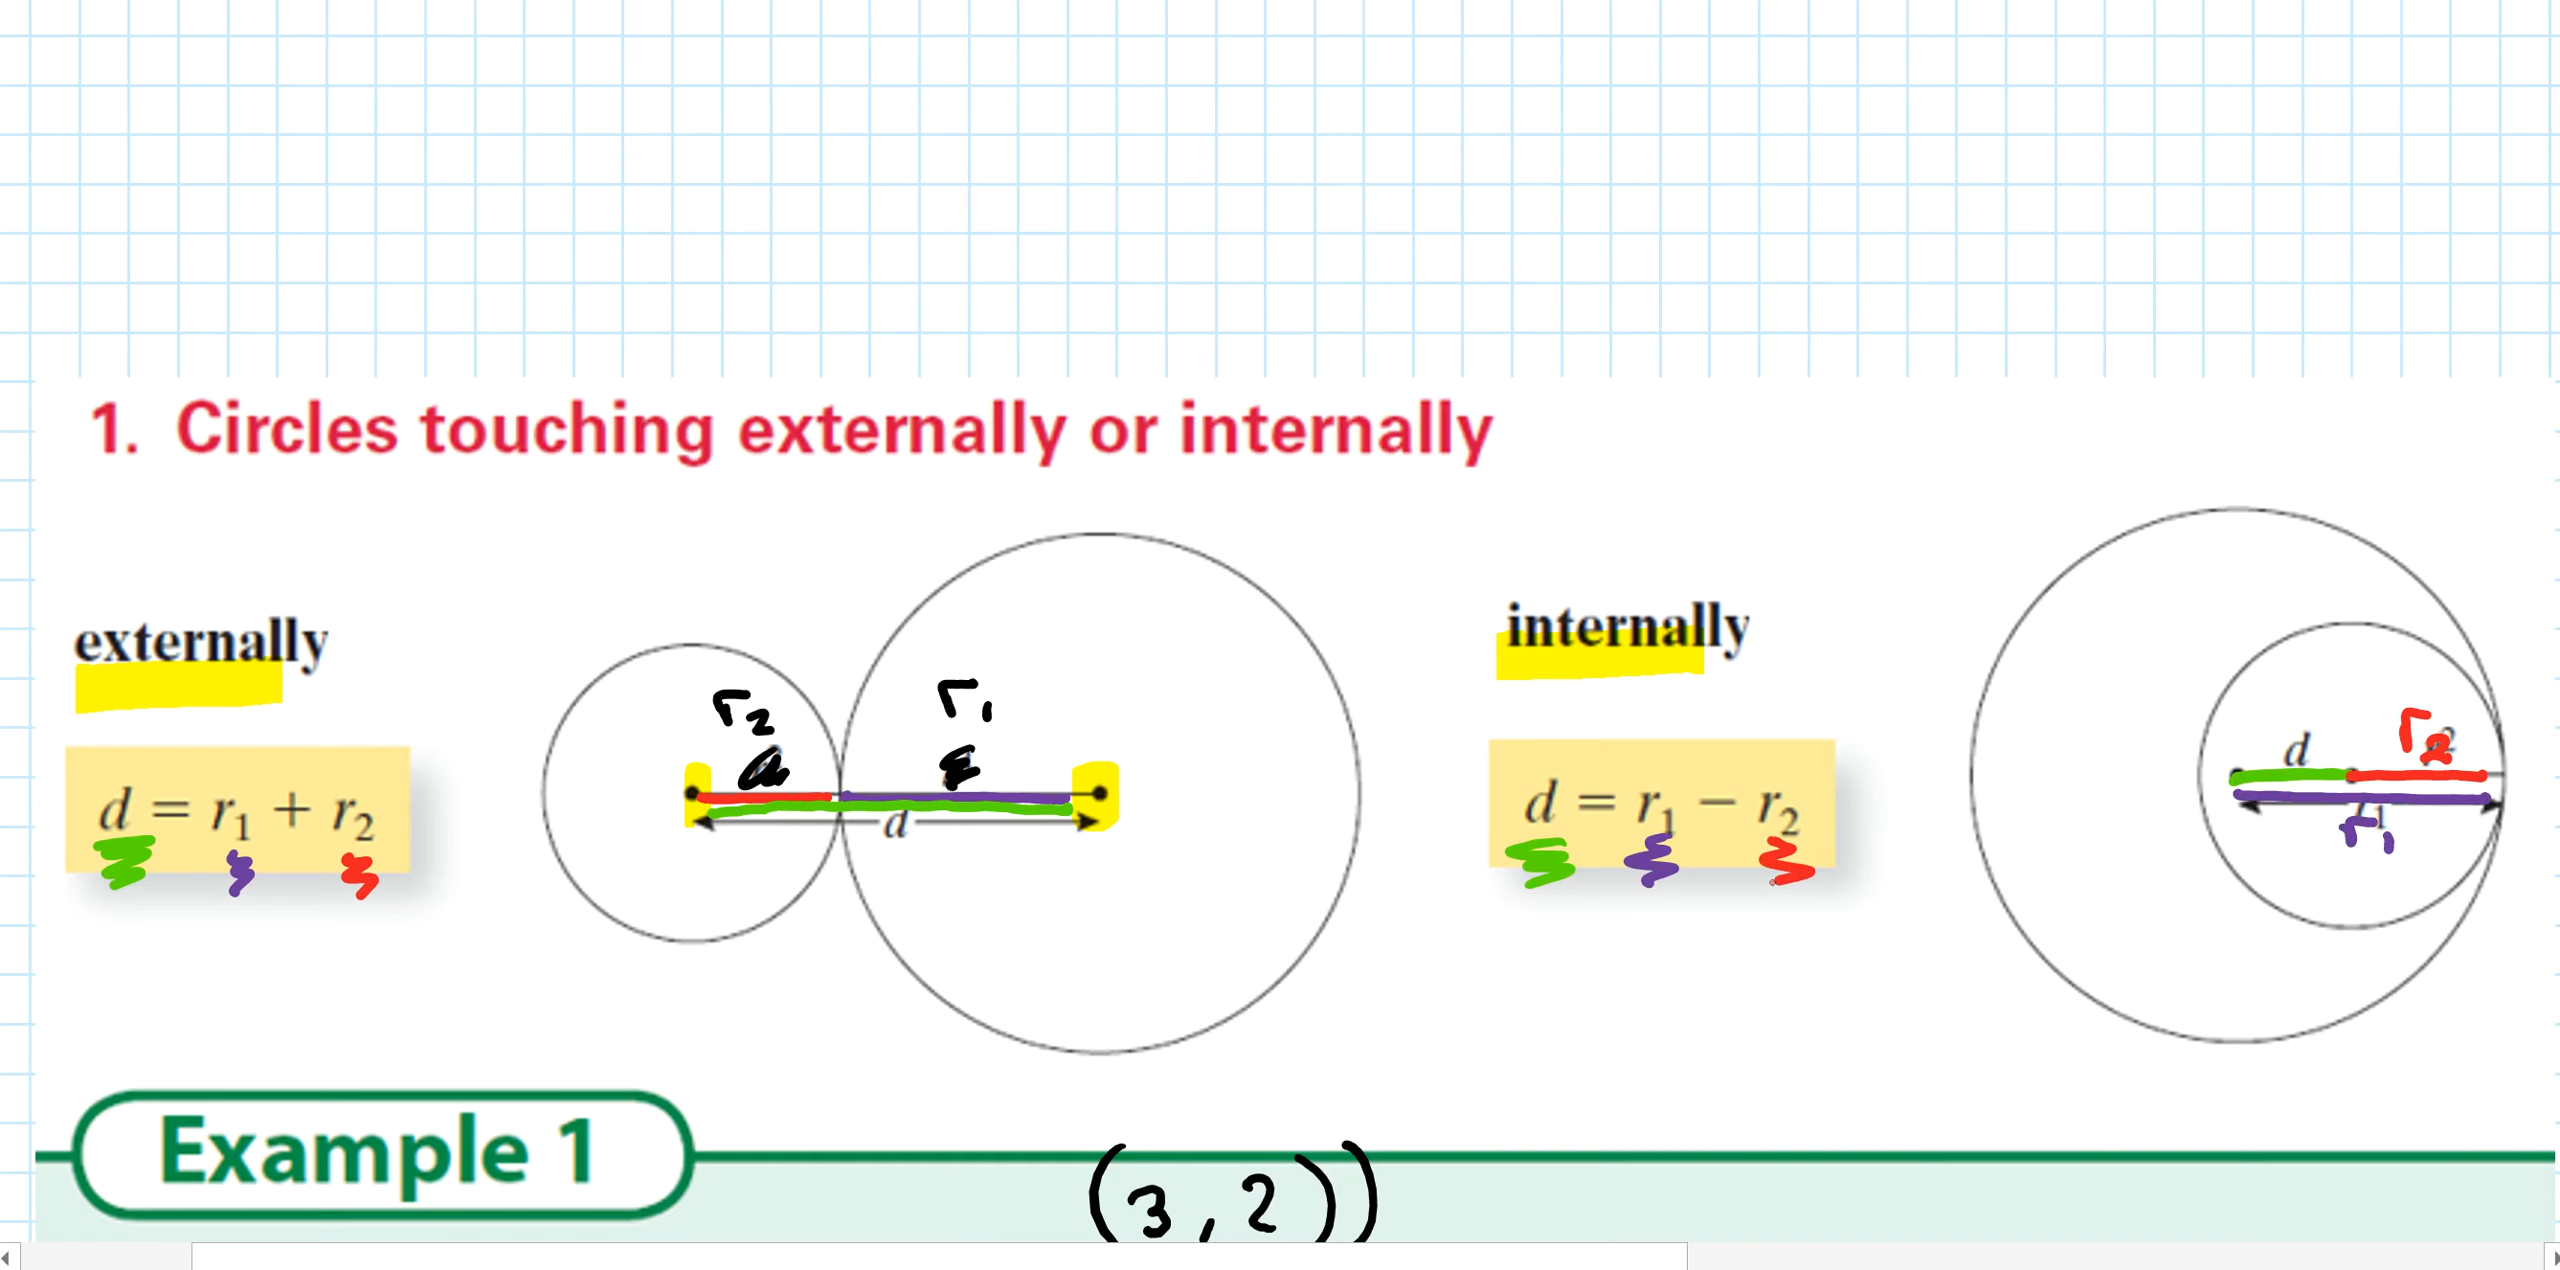 1. Circles touching externally or internally
externally
d = r₁ + r₂
r₂
r₁
d
internally
d = r₁ − r₂
d
r₂
r₁
Example 1
(3, 2))